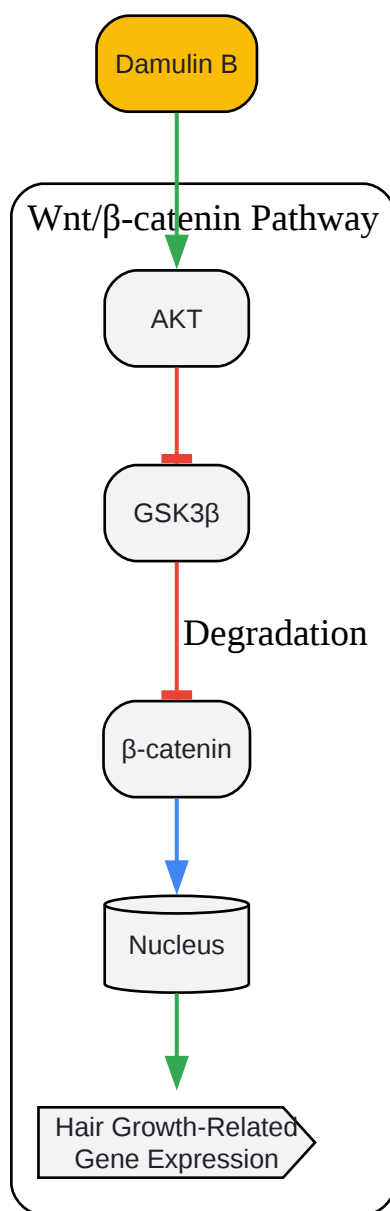 Damulin B
Wnt/β-catenin Pathway
AKT
GSK3β
Degradation
β-catenin
Nucleus
Hair Growth-Related
Gene Expression